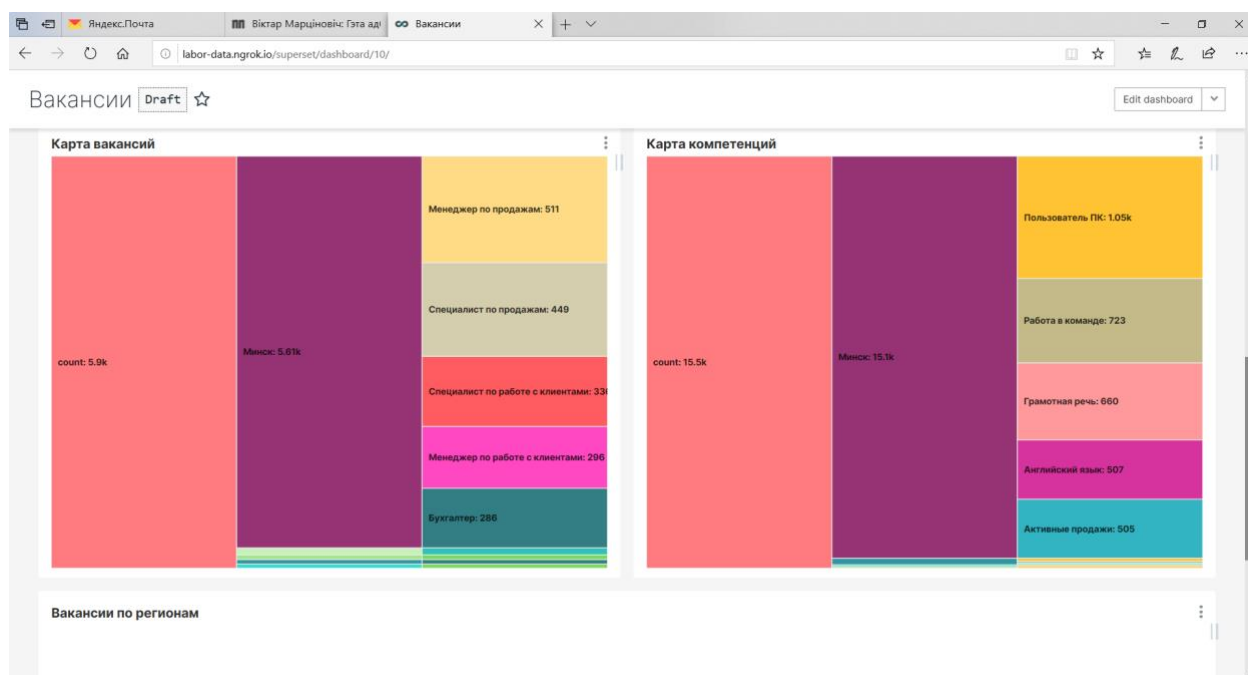 Яндекс.Почта
Віктар Марціновіч: Гэта ад
Вакансии
labor-data.ngrok.io/superset/dashboard/10/
Вакансии Draft
Edit dashboard
Карта вакансий
count: 5.9k
Минск: 5.61k
Менеджер по продажам: 511
Специалист по продажам: 449
Специалист по работе с клиентами: 33
Менеджер по работе с клиентами: 296
Бухгалтер: 286
Карта компетенций
count: 15.5k
Минск: 15.1k
Пользователь ПК: 1.05k
Работа в команде: 723
Грамотная речь: 660
Английский язык: 507
Активные продажи: 505
Вакансии по регионам